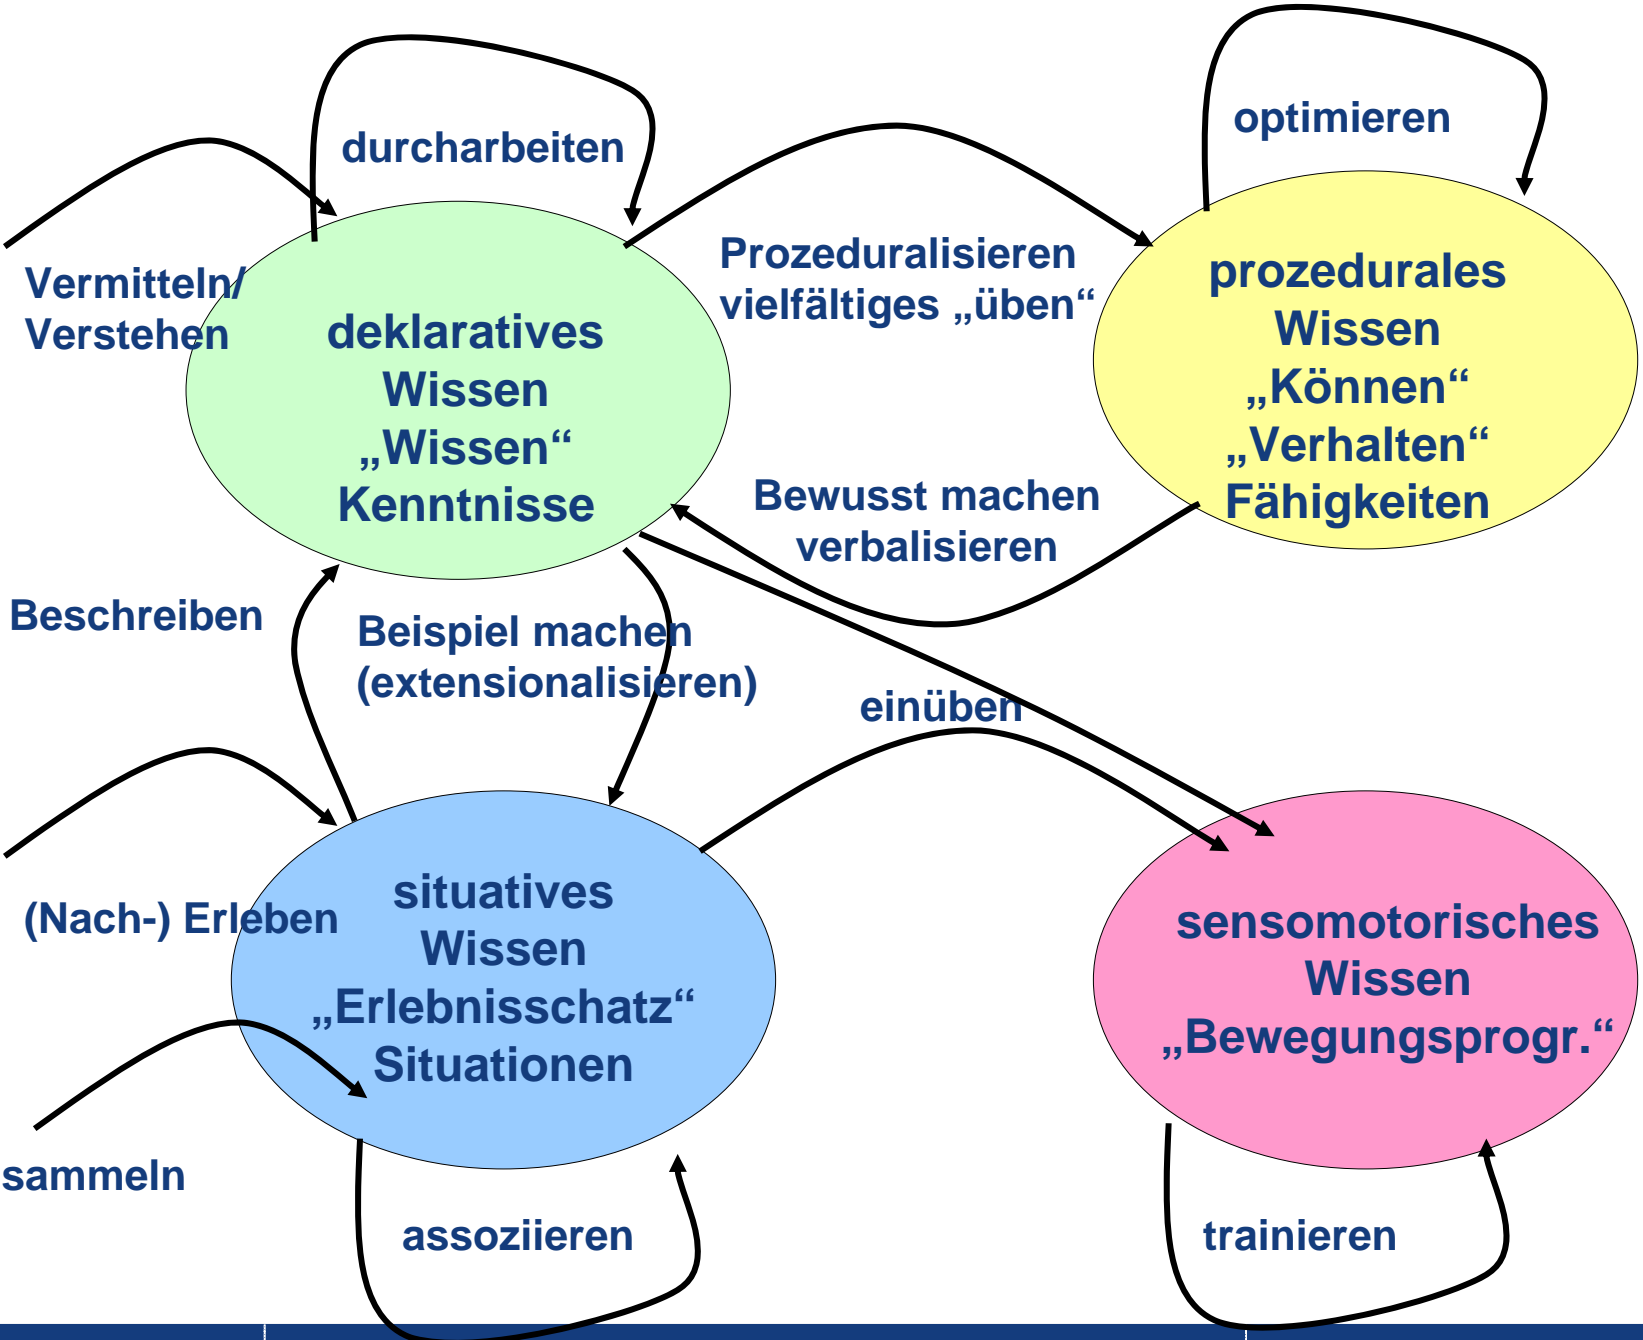 durcharbeiten
optimieren
Vermitteln/
Verstehen
deklaratives
Wissen
„Wissen“
Kenntnisse
Prozeduralisieren
vielfältiges „üben“
prozedurales
Wissen
„Können“
„Verhalten“
Fähigkeiten
Bewusst machen
verbalisieren
Beschreiben
Beispiel machen
(extensionalisieren)
einüben
(Nach-) Erleben
situatives
Wissen
„Erlebnisschatz“
Situationen
sensomotorisches
Wissen
„Bewegungsprogr.“
sammeln
assoziieren
trainieren